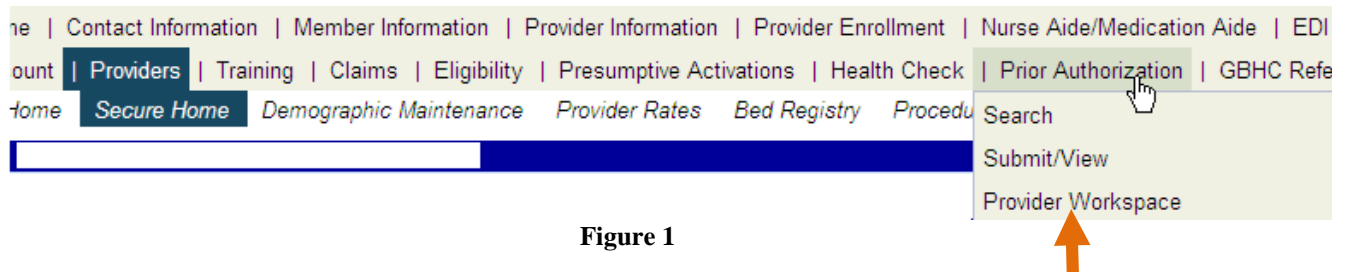 ne | Contact Information | Member Information | Provider Information | Provider Enrollment | Nurse Aide/Medication Aide | EDI
ount | Providers | Training | Claims | Eligibility | Presumptive Activations | Health Check | Prior Authorization | GBHC Refe
Home Secure Home Demographic Maintenance Provider Rates Bed Registry Procedu
Search
Submit/View
Provider Workspace
Figure 1